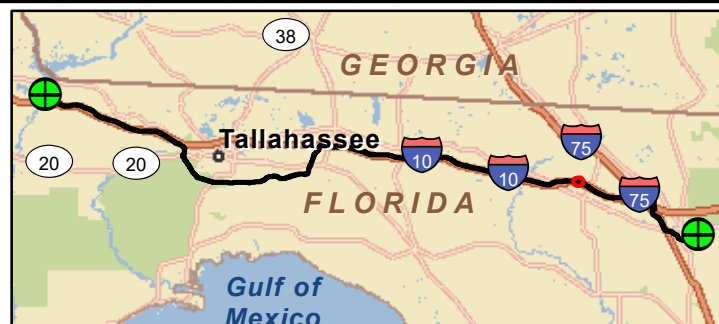 38
GEORGIA
Tallahassee
75
10
20
20
10
75
FLORIDA
Gulf of
Mexico